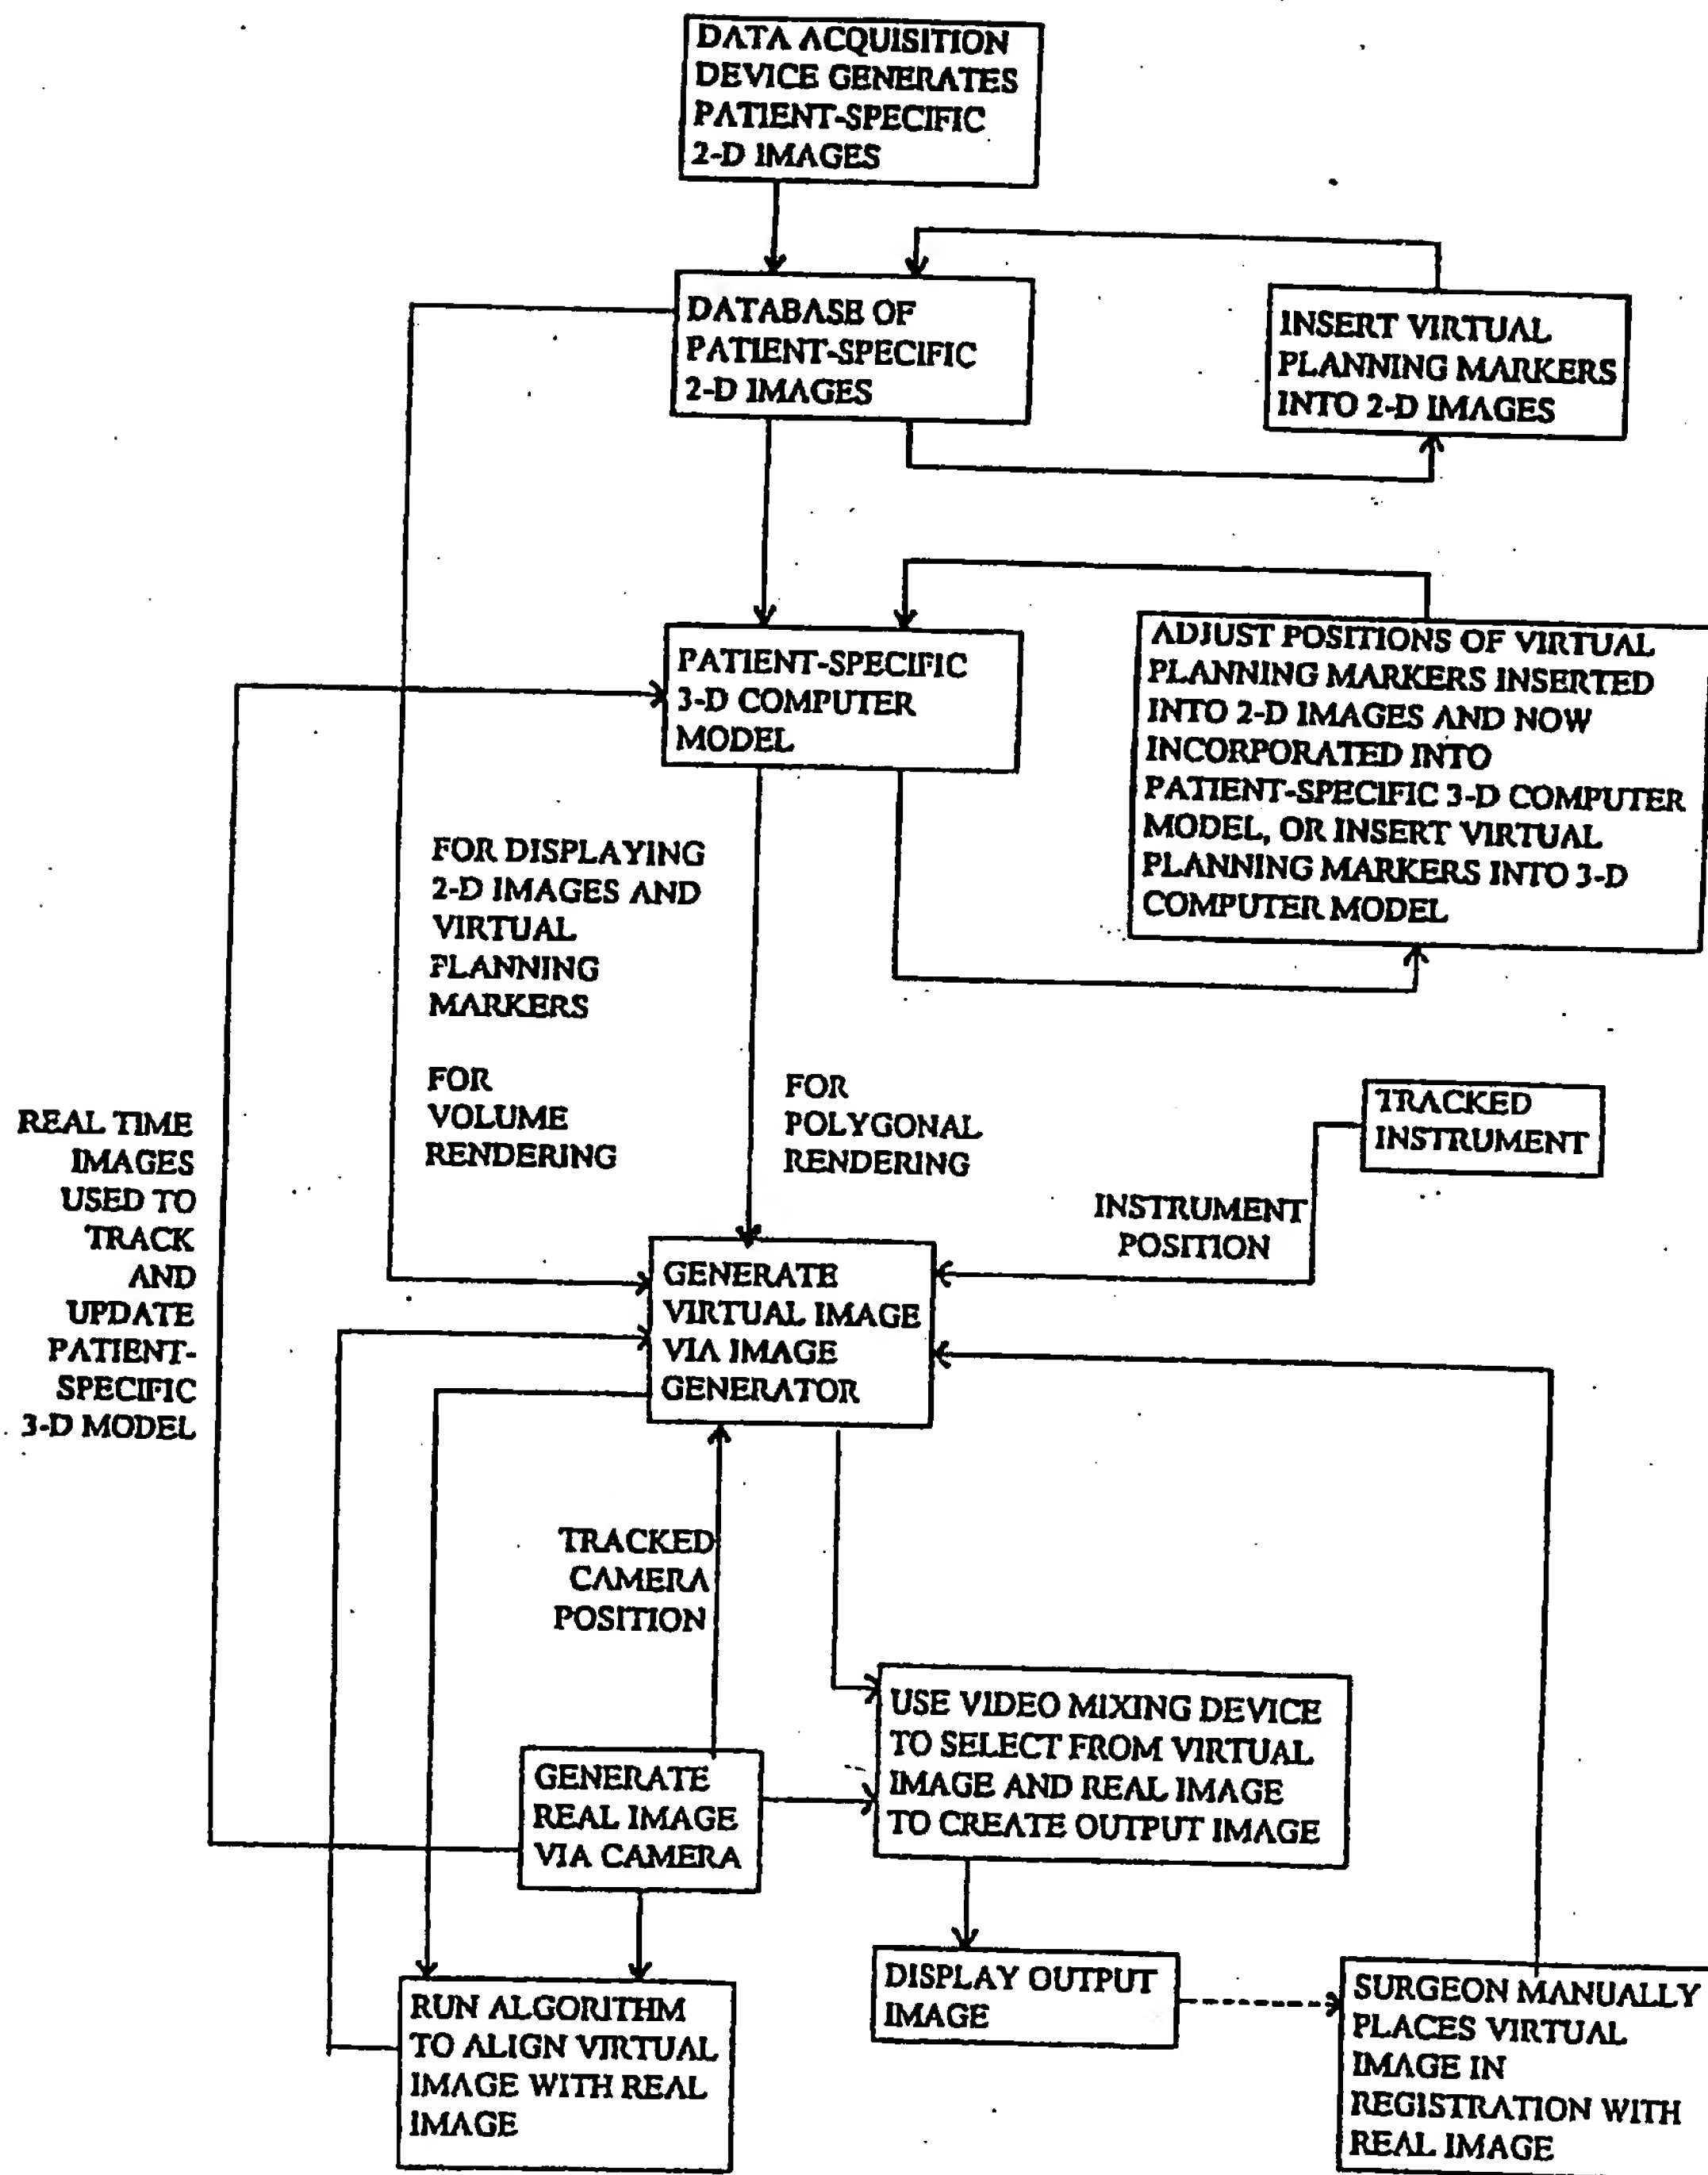 DATA ACQUISITION
DEVICE GENERATES
PATIENT-SPECIFIC
2-D IMAGES
DATABASE OF
PATIENT-SPECIFIC
2-D IMAGES
INSERT VIRTUAL
PLANNING MARKERS
INTO 2-D IMAGES
PATIENT-SPECIFIC
3-D COMPUTER
MODEL
ADJUST POSITIONS OF VIRTUAL
PLANNING MARKERS INSERTED
INTO 2-D IMAGES AND NOW
INCORPORATED INTO
PATIENT-SPECIFIC 3-D COMPUTER
MODEL, OR INSERT VIRTUAL
PLANNING MARKERS INTO 3-D
COMPUTER MODEL
FOR DISPLAYING
2-D IMAGES AND
VIRTUAL
PLANNING
MARKERS
FOR
VOLUME
RENDERING
FOR
POLYGONAL
RENDERING
REAL TIME
IMAGES
USED TO
TRACK
AND
UPDATE
PATIENT-
SPECIFIC
3-D MODEL
TRACKED
INSTRUMENT
INSTRUMENT
POSITION
GENERATE
VIRTUAL IMAGE
VIA IMAGE
GENERATOR
TRACKED
CAMERA
POSITION
USE VIDEO MIXING DEVICE
TO SELECT FROM VIRTUAL
IMAGE AND REAL IMAGE
TO CREATE OUTPUT IMAGE
GENERATE
REAL IMAGE
VIA CAMERA
RUN ALGORITHM
TO ALIGN VIRTUAL
IMAGE WITH REAL
IMAGE
DISPLAY OUTPUT
IMAGE
SURGEON MANUALLY
PLACES VIRTUAL
IMAGE IN
REGISTRATION WITH
REAL IMAGE